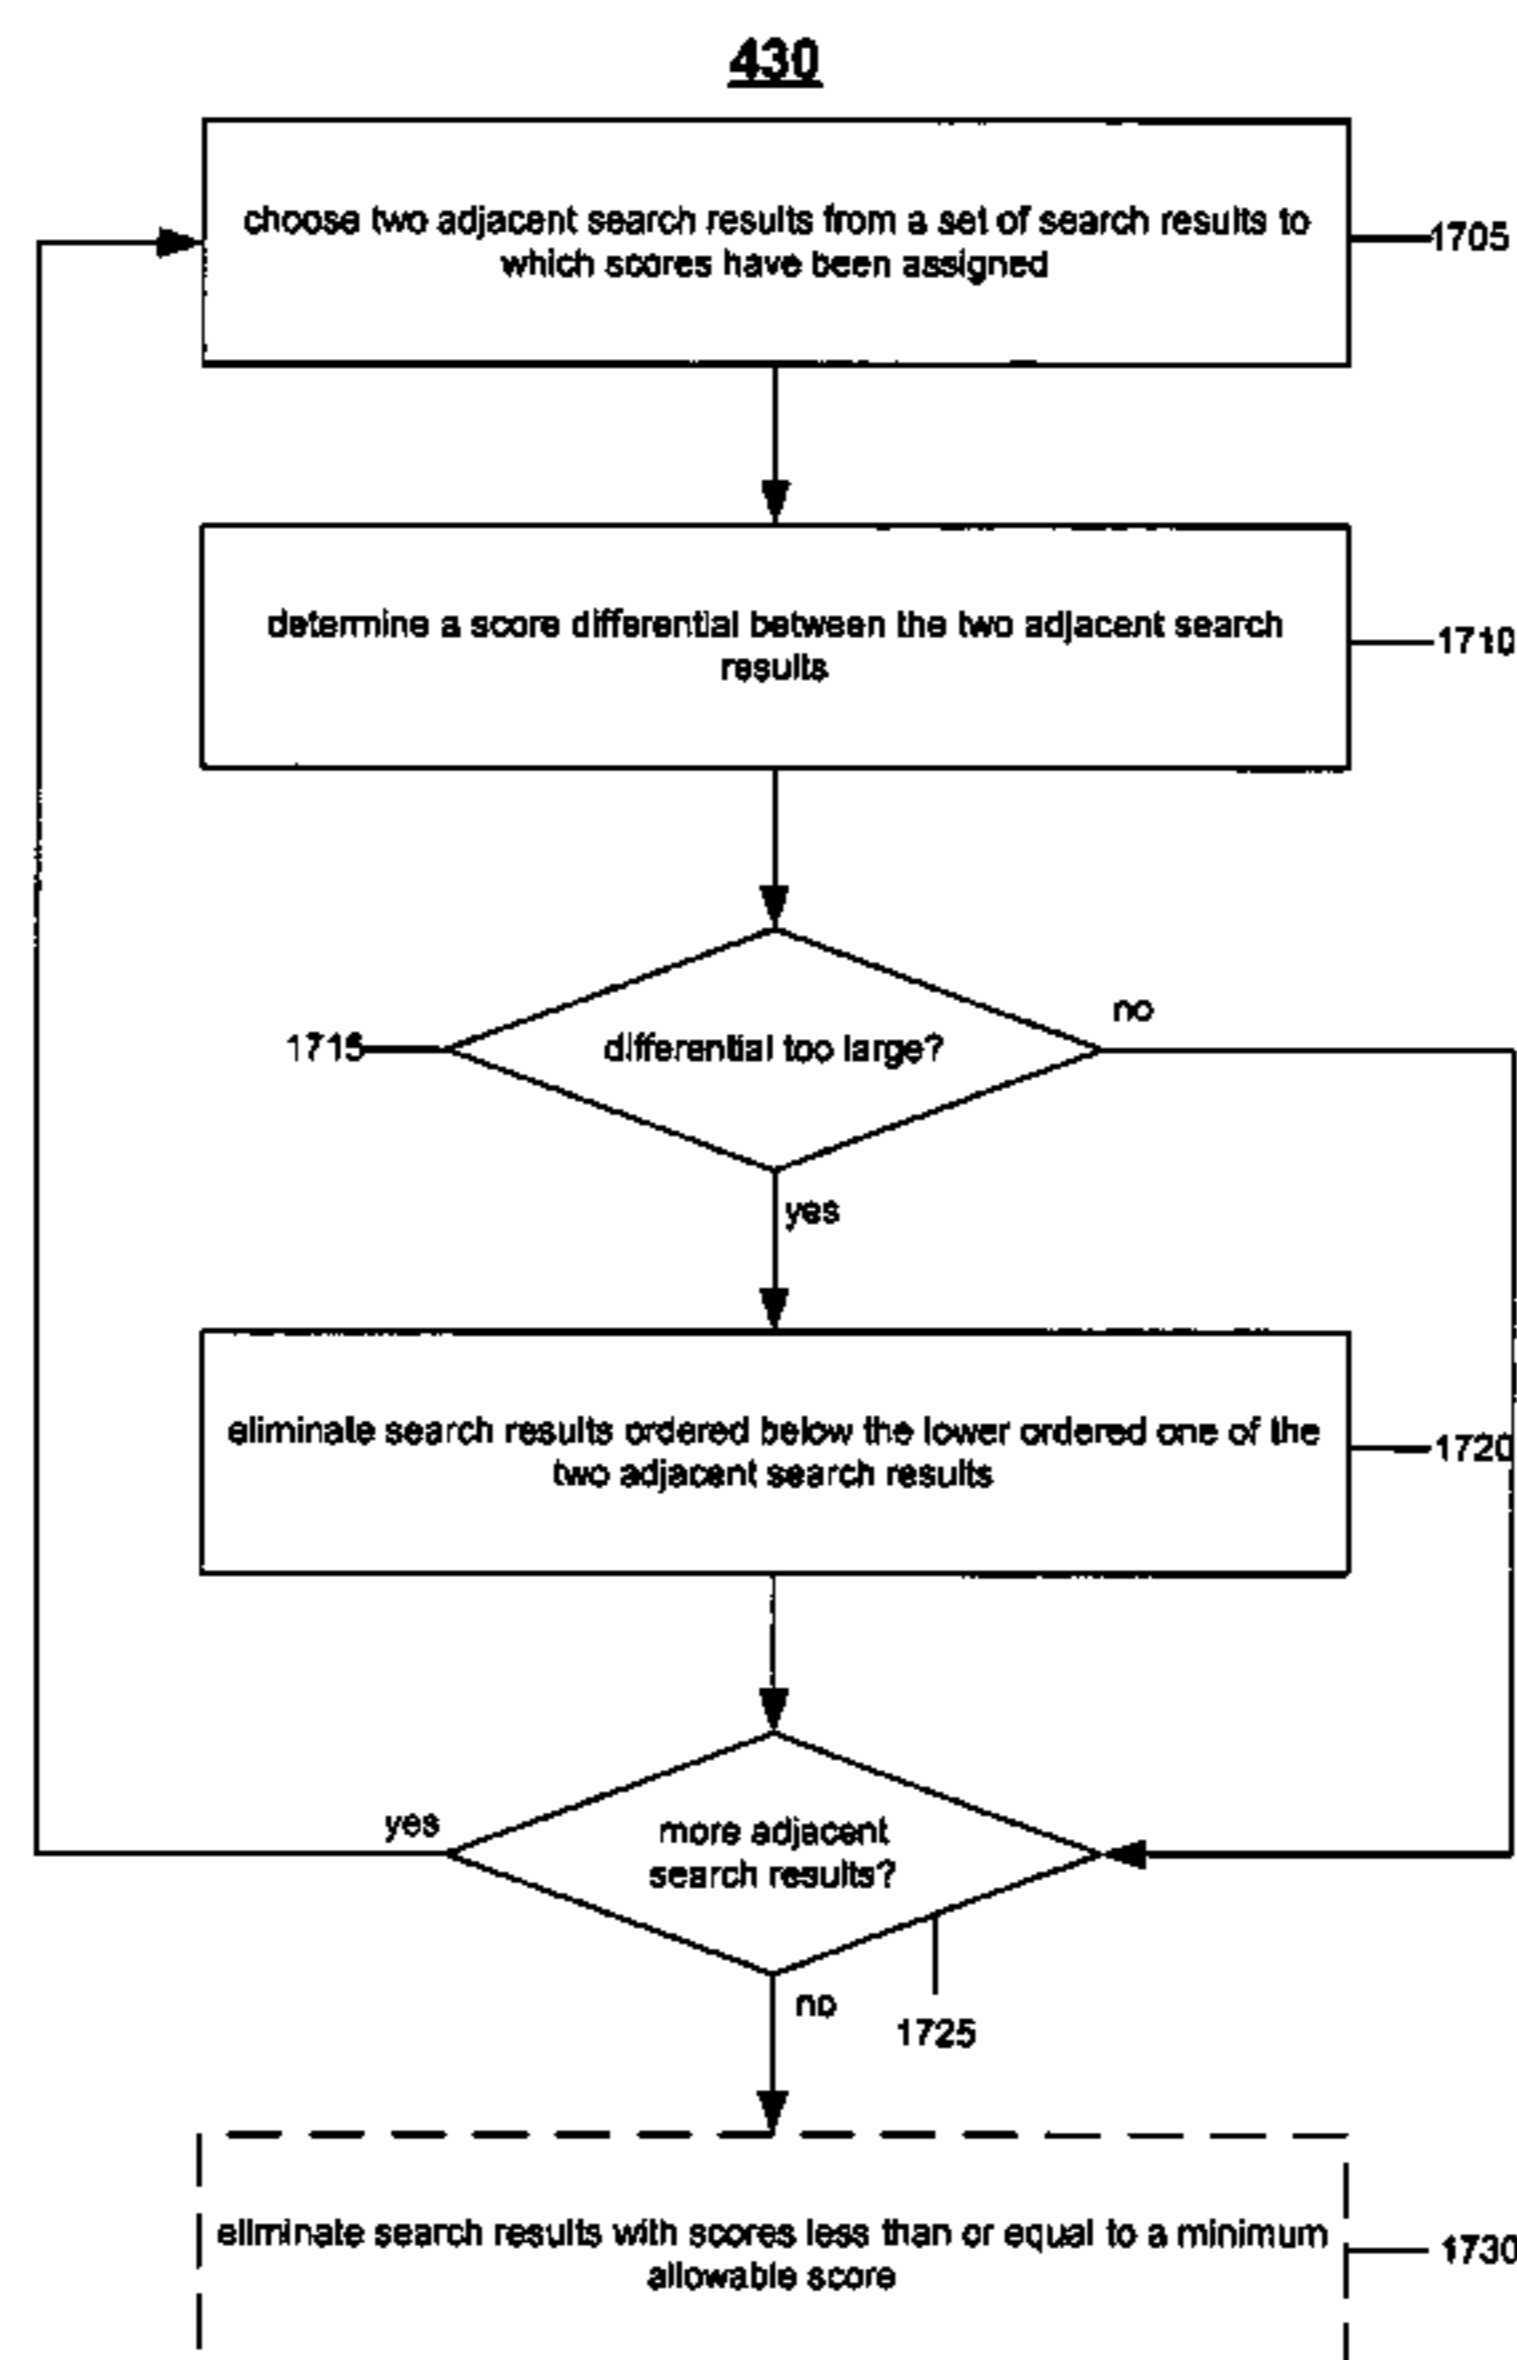 430
choose two adjacent search results from a set of search results to
which scores have been assigned
1705
determine a score differential between the two adjacent search
results
1710
differential too large?
1715
no
yes
eliminate search results ordered below the lower ordered one of the
two adjacent search results
1720
yes
more adjacent
search results?
no
1725
eliminate search results with scores less than or equal to a minimum
allowable score
1730